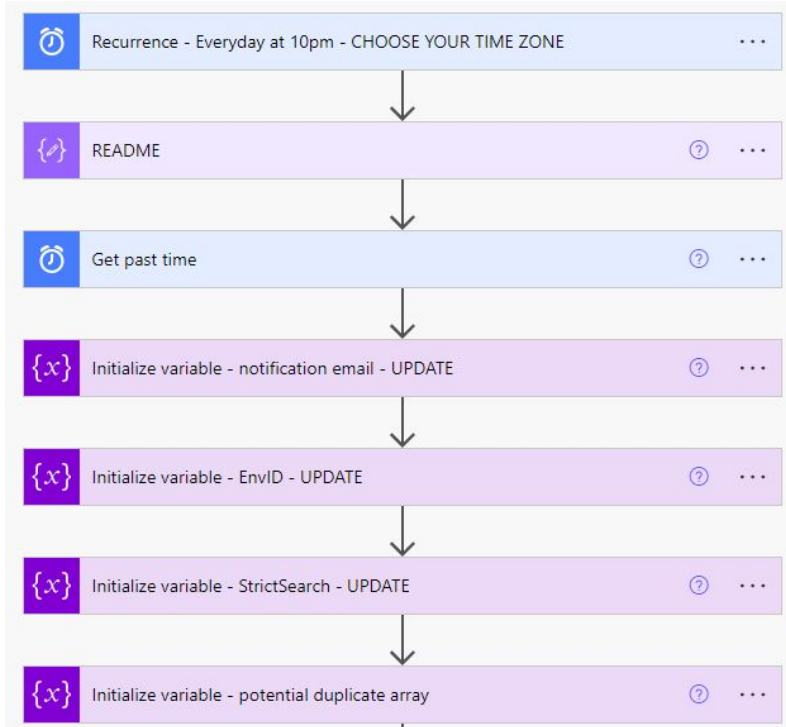 Recurrence - Everyday at 10pm - CHOOSE YOUR TIME ZONE
README
Get past time
{x} Initialize variable - notification email - UPDATE
{x} Initialize variable - EnvID - UPDATE
{x} Initialize variable - StrictSearch - UPDATE
{x} Initialize variable - potential duplicate array